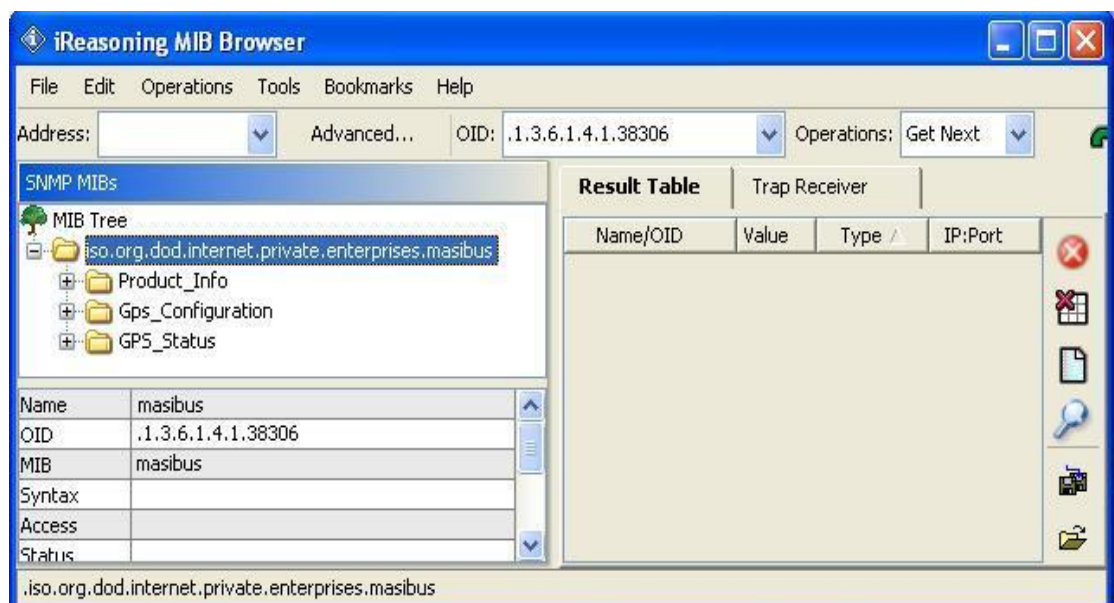 iReasoning MIB Browser
File Edit Operations Tools Bookmarks Help
Address: Advanced... OID: .1.3.6.1.4.1.38306 Operations: Get Next
SNMP MIBs
MIB Tree
iso.org.dod.internet.private.enterprises.masibus
Product_Info
Gps_Configuration
GPS_Status
Name masibus
OID .1.3.6.1.4.1.38306
MIB masibus
Syntax
Access
Status
Result Table Trap Receiver
Name/OID Value Type IP:Port
.iso.org.dod.internet.private.enterprises.masibus